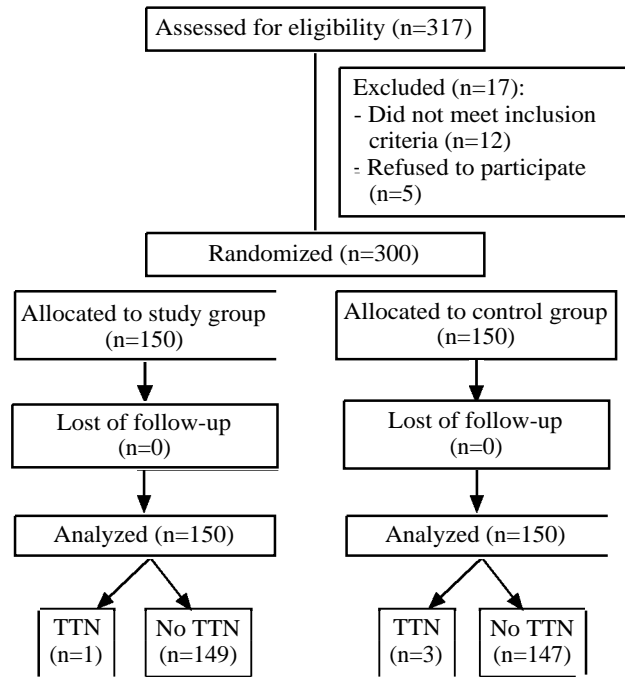 Assessed for eligibility (n=317)
Excluded (n=17):
- Did not meet inclusion
criteria (n=12)
- Refused to participate
(n=5)
Randomized (n=300)
Allocated to study group
(n=150)
Allocated to control group
(n=150)
Lost of follow-up
(n=0)
Lost of follow-up
(n=0)
Analyzed (n=150)
Analyzed (n=150)
TTN
(n=1)
No TTN
(n=149)
TTN
(n=3)
No TTN
(n=147)